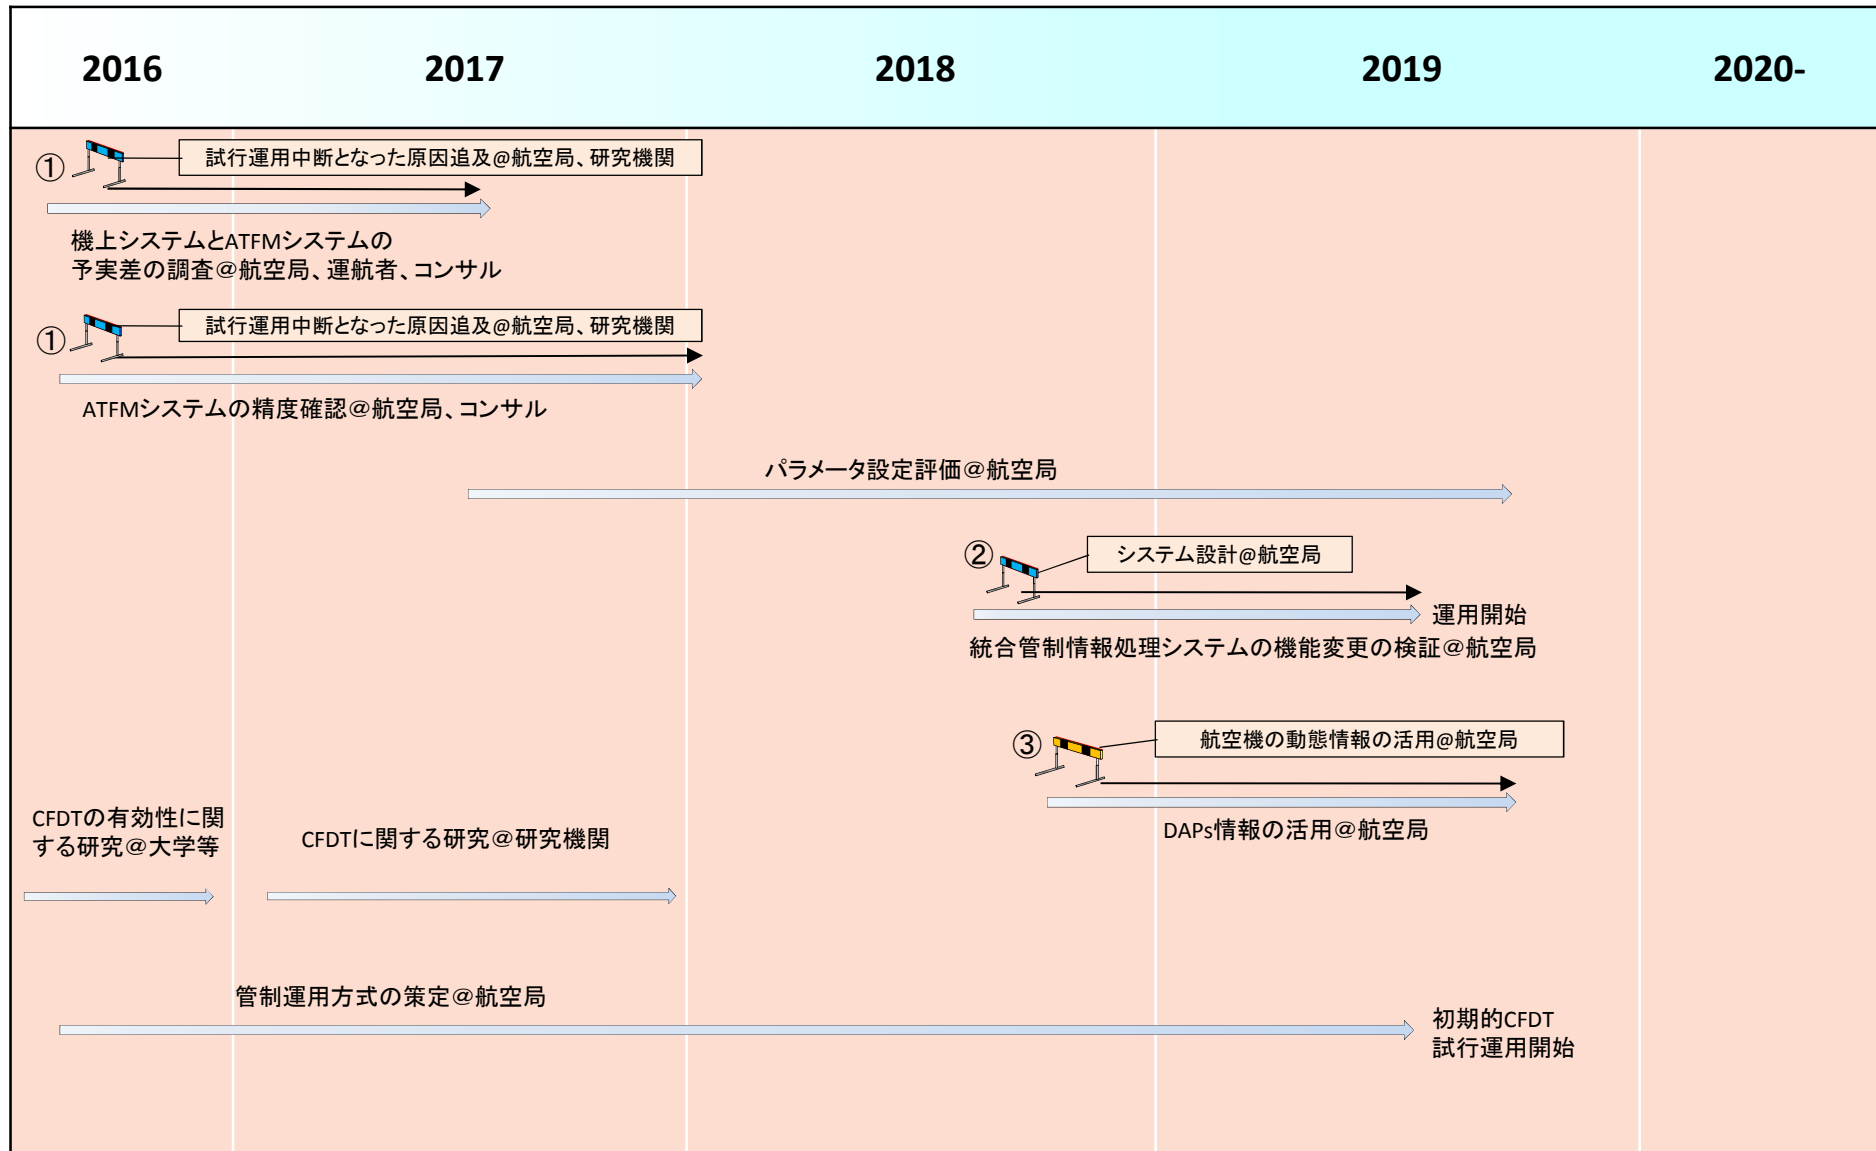 2016
2017
2018
2019
2020-
①
試行運用中断となった原因追及@航空局、研究機関
機上システムとATFMシステムの
予実差の調査＠航空局、運航者、コンサル
①
試行運用中断となった原因追及@航空局、研究機関
ATFMシステムの精度確認＠航空局、コンサル
パラメータ設定評価＠航空局
②
システム設計@航空局
運用開始
統合管制情報処理システムの機能変更の検証＠航空局
③
航空機の動態情報の活用@航空局
DAPs情報の活用＠航空局
CFDTの有効性に関
する研究＠大学等
CFDTに関する研究＠研究機関
管制運用方式の策定＠航空局
初期的CFDT
試行運用開始